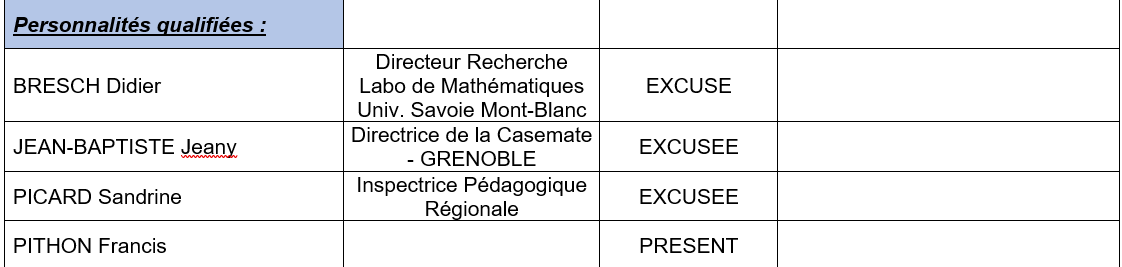 Personnalités qualifiées :
BRESCH Didier
Directeur Recherche
Labo de Mathématiques
Univ. Savoie Mont-Blanc
EXCUSE
JEAN-BAPTISTE Jeany
Directrice de la Casemate
- GRENOBLE
EXCUSEE
PICARD Sandrine
Inspectrice Pédagogique
Régionale
EXCUSEE
PITHON Francis
PRESENT